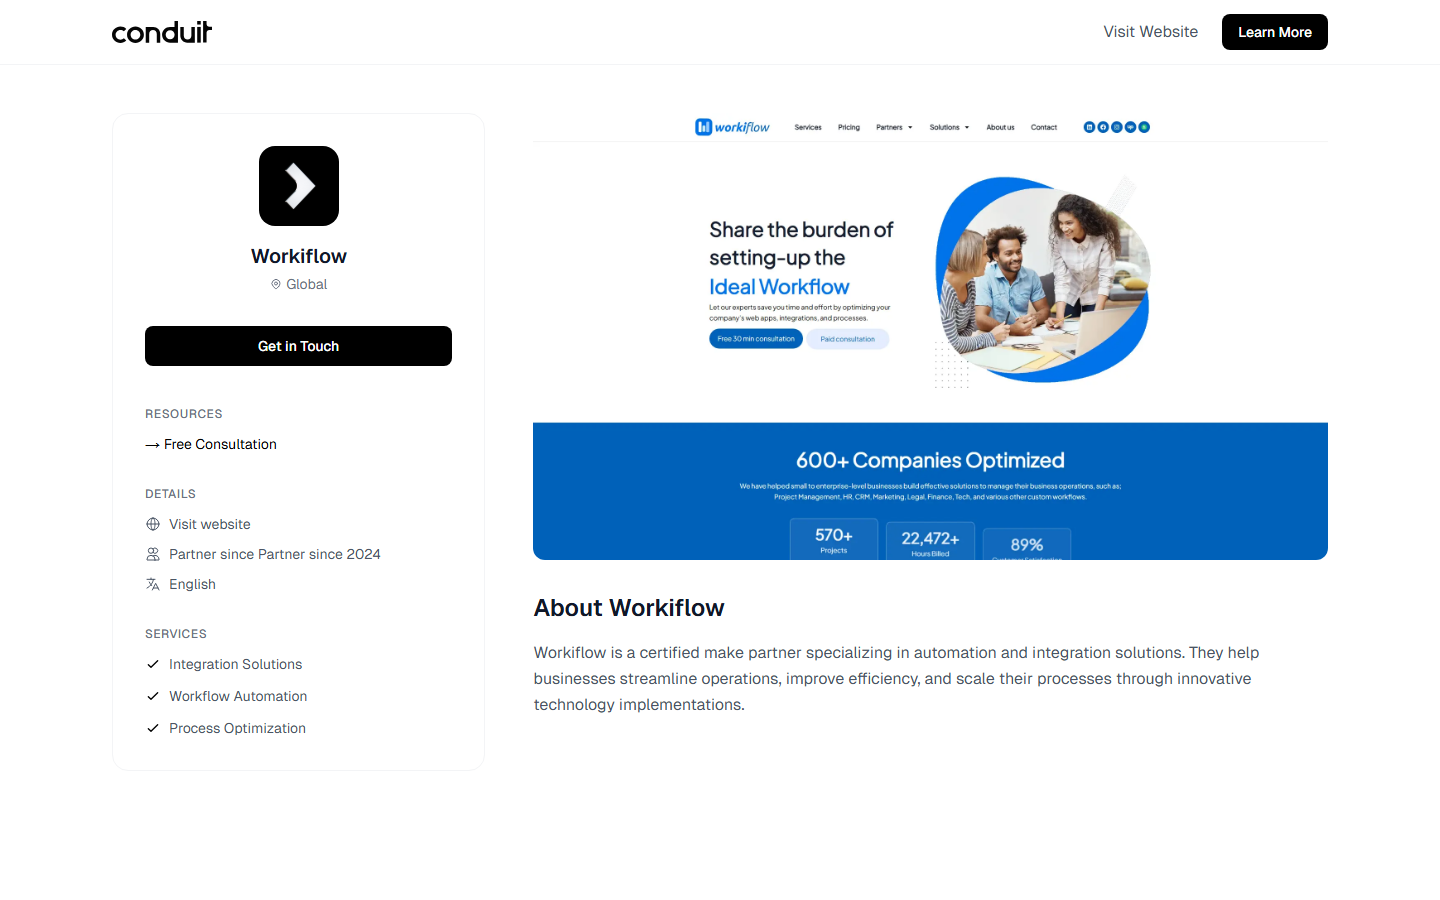 conduit
Visit Website
Learn More
Workiflow
Global
Get in Touch
RESOURCES
→ Free Consultation
DETAILS
Visit website
Partner since Partner since 2024
English
SERVICES
Integration Solutions
Workflow Automation
Process Optimization
workiflow
Services
Pricing
Partners
Solutions
About us
Contact
Share the burden of
setting-up the
Ideal Workflow
Let our experts save you time and effort by optimizing your
company's web apps, integrations, and processes.
Free 30 min consultation
Paid consultation
600+ Companies Optimized
We have helped small to enterprise-level businesses build effective solutions to manage their business operations, such as;
Project Management, HR, CRM, Marketing, Legal, Finance, Tech, and various other custom workflows.
570+
Projects
22,472+
Hours Billed
89%
Customer Satisfaction
About Workiflow
Workiflow is a certified make partner specializing in automation and integration solutions. They help
businesses streamline operations, improve efficiency, and scale their processes through innovative
technology implementations.